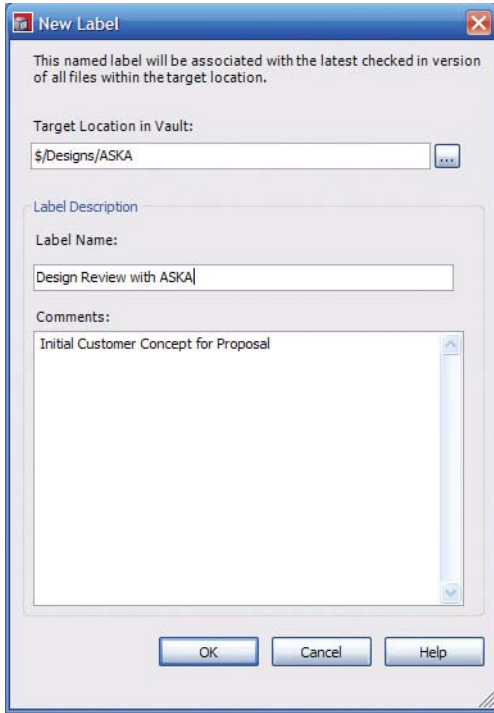 New Label
This named label will be associated with the latest checked in version
of all files within the target location.
Target Location in Vault:
$/Designs/ASKA
...
Label Description
Label Name:
Design Review with ASKA
Comments:
Initial Customer Concept for Proposal
OK
Cancel
Help